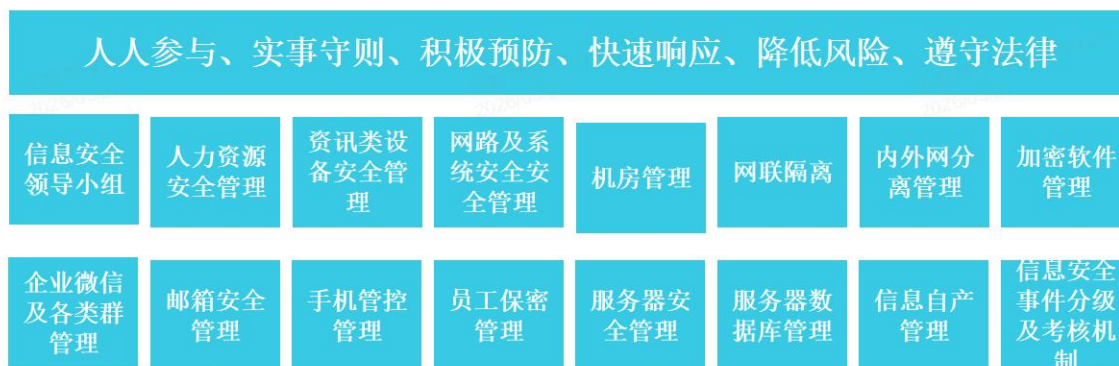 人人参与、实事守则、积极预防、快速响应、降低风险、遵守法律
信息安全
领导小组
人力资源
安全管理
资讯类设
备安全管
理
网路及系
统安全安
全管理
机房管理
网联隔离
内外网分
离管理
加密软件
管理
企业微信
及各类群
管理
邮箱安全
管理
手机管控
管理
员工保密
管理
服务器安
全管理
服务器数
据库管理
信息自产
管理
信息安全
事件分级
及考核机
制